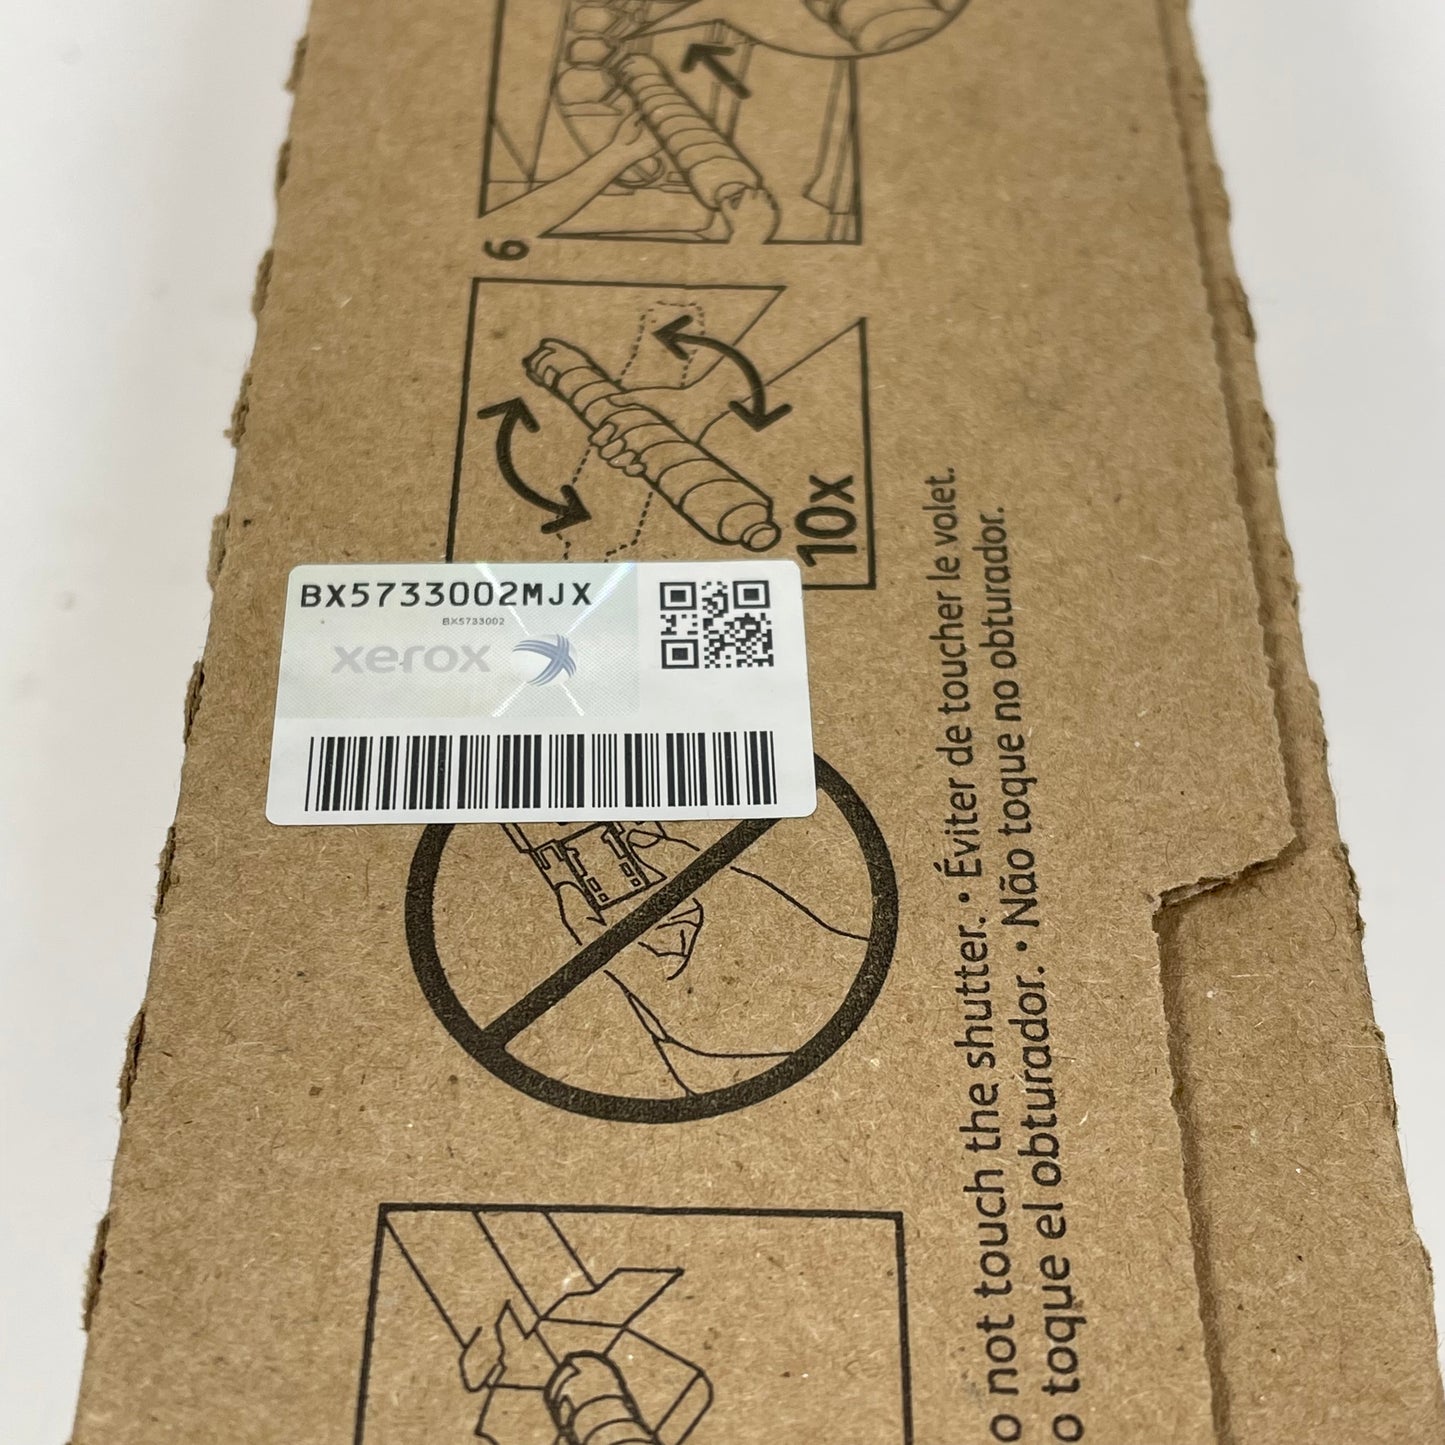 6
10x
BX5733002MJX
BX5733002
xerox
o not touch the shutter. • Éviter de toucher le volet.
o toque el obturador. • Não toque no obturador.